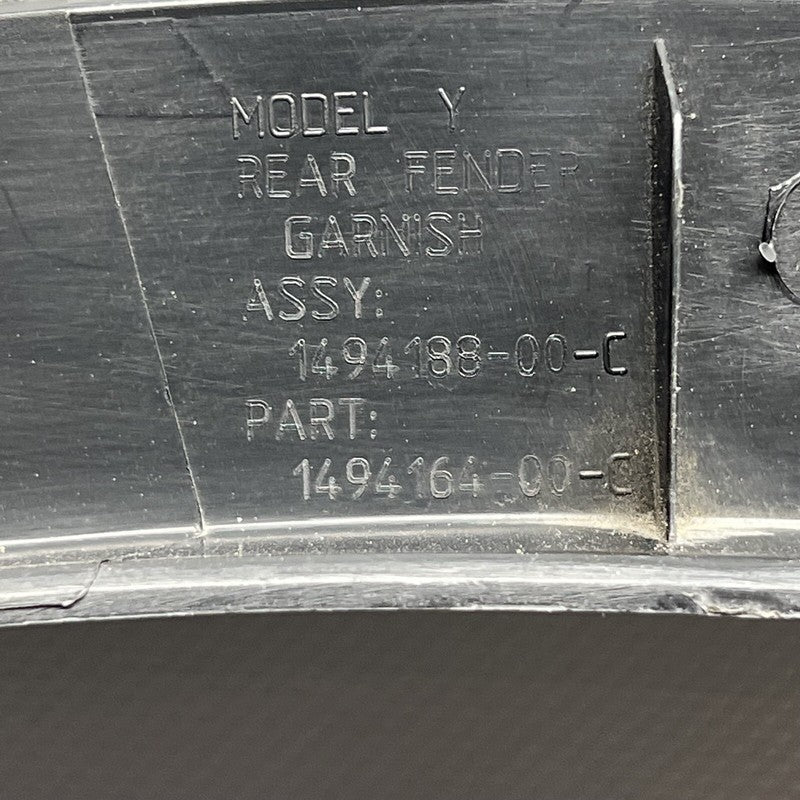 MODEL Y
REAR FENDER
GARNISH
ASSY:
1494188-00-C
PART:
1494164-00-C